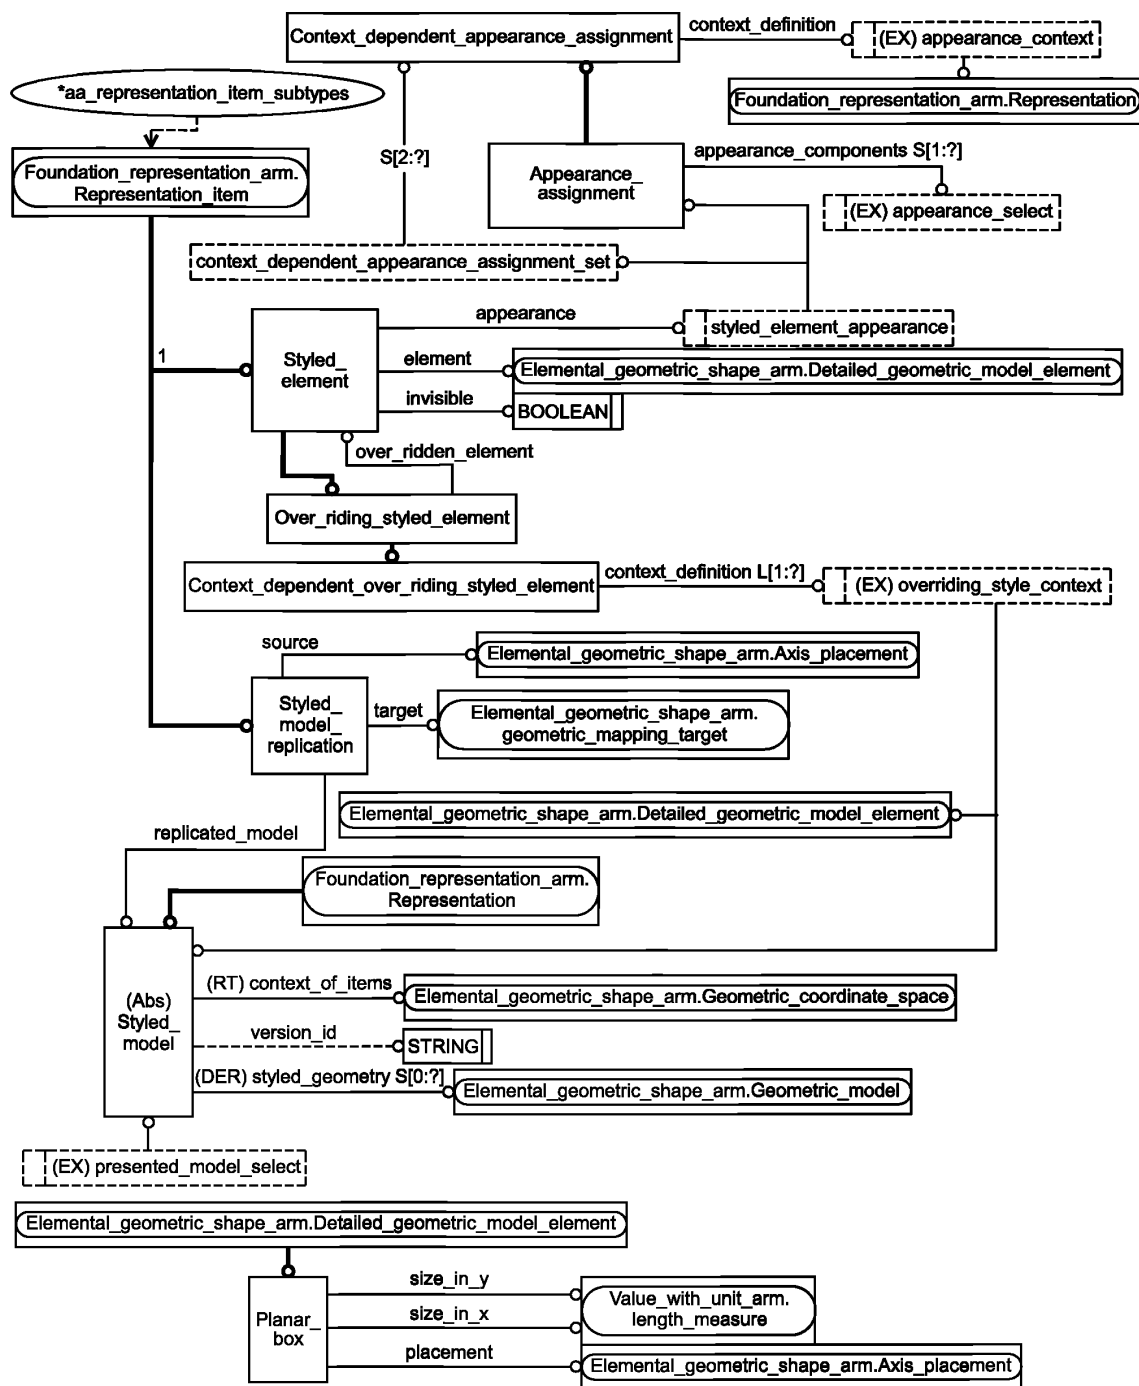 Context_dependent_appearance_assignment
context_definition
(EX) appearance_context
*aa_representation_item_subtypes
Foundation_representation_arm.Representation
S[2:?]
Foundation_representation_arm.
Representation_item
Appearance_
assignment
appearance_components S[1:?]
(EX) appearance_select
context_dependent_appearance_assignment_set
appearance
styled_element_appearance
1
Styled_
element
element
Elemental_geometric_shape_arm.Detailed_geometric_model_element
invisible
BOOLEAN
over_ridden_element
Over_riding_styled_element
Context_dependent_over_riding_styled_element
context_definition L[1:?]
(EX) overriding_style_context
source
Elemental_geometric_shape_arm.Axis_placement
Styled_
model_
replication
target
Elemental_geometric_shape_arm.
geometric_mapping_target
Elemental_geometric_shape_arm.Detailed_geometric_model_element
replicated_model
Foundation_representation_arm.
Representation
(Abs)
Styled_
model
(RT) context_of_items
Elemental_geometric_shape_arm.Geometric_coordinate_space
version_id
STRING
(DER) styled_geometry S[0:?]
Elemental_geometric_shape_arm.Geometric_model
(EX) presented_model_select
Elemental_geometric_shape_arm.Detailed_geometric_model_element
Planar_
box
size_in_y
size_in_x
Value_with_unit_arm.
length_measure
placement
Elemental_geometric_shape_arm.Axis_placement